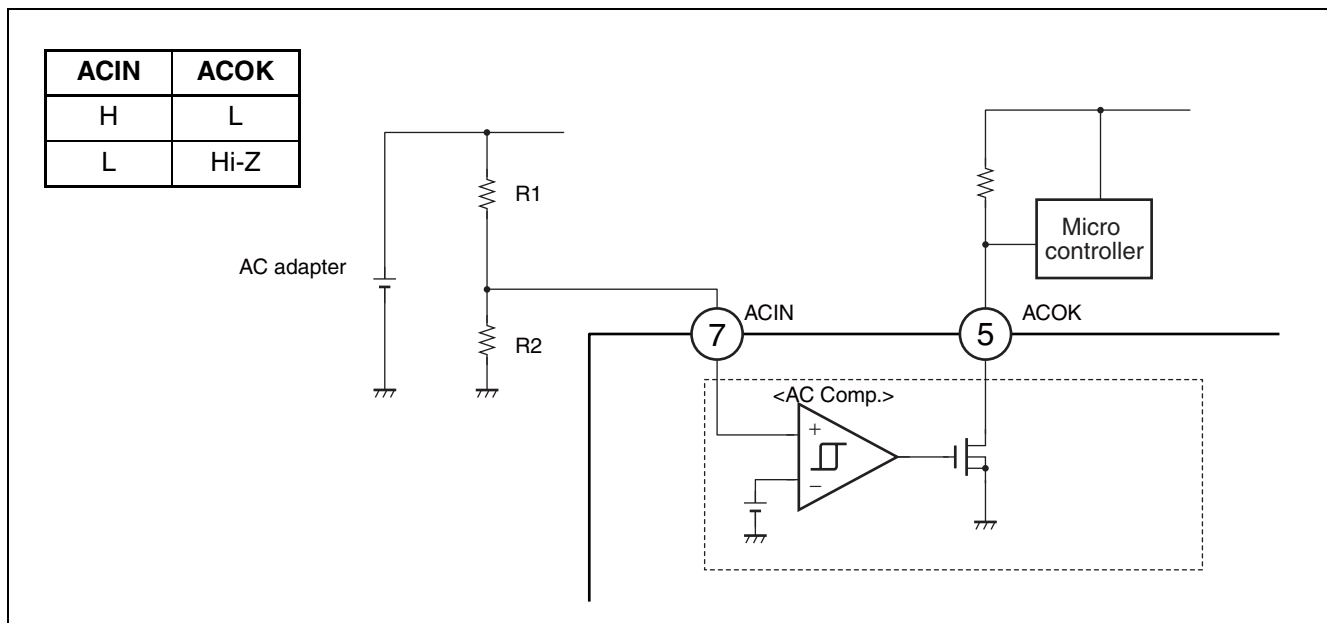 ACIN ACOK
H L
L Hi-Z
R1
Micro
controller
AC adapter
7 ACIN
5 ACOK
R2
<AC Comp.>
+
−